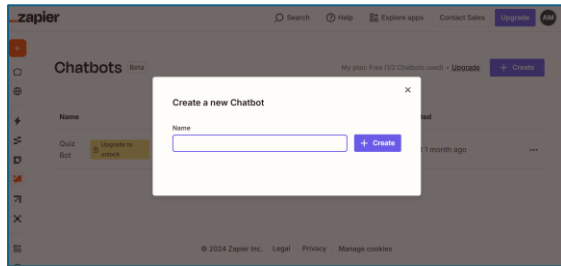 _zapier
Search
Help
Explore apps
Contact Sales
Upgrade
AM
Chatbots Beta
My plan: Free (1/2 Chatbots used) • Upgrade
+ Create
Create a new Chatbot
Name
+ Create
Name
Quiz Bot
Upgrade to unlock
1 month ago
© 2024 Zapier Inc. Legal Privacy Manage cookies